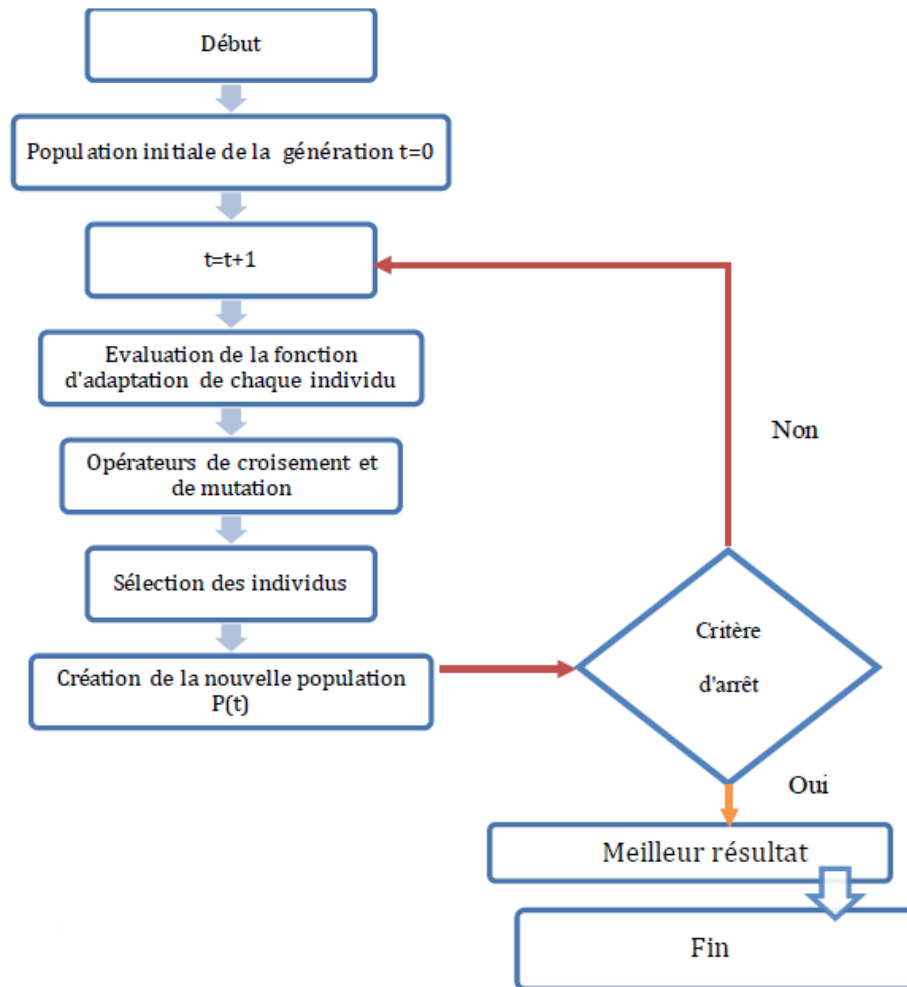 Début
Population initiale de la génération t=0
t=t+1
Evaluation de la fonction
d'adaptation de chaque individu
Opérateurs de croisement et
de mutation
Sélection des individus
Création de la nouvelle population
P(t)
Critère
d'arrêt
Non
Oui
Meilleur résultat
Fin